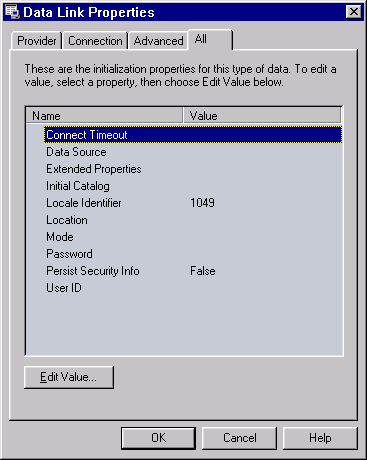 Data Link Properties
Provider Connection Advanced All
These are the initialization properties for this type of data. To edit a
value, select a property, then choose Edit Value below.
Name Value
Connect Timeout
Data Source
Extended Properties
Initial Catalog
Locale Identifier 1049
Location
Mode
Password
Persist Security Info False
User ID
Edit Value...
OK Cancel Help